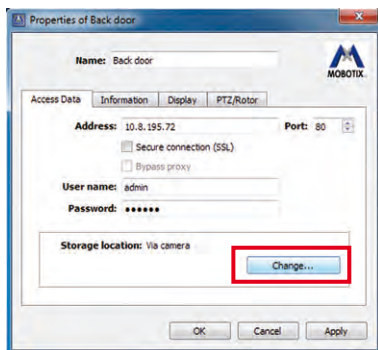 Properties of Back door
Name: Back door
MOBOTIX
Access Data Information Display PTZ/Rotor
Address: 10.8.195.72 Port: 80
Secure connection (SSL)
Bypass proxy
User name: admin
Password: ••••••
Storage location: Via camera
Change...
OK Cancel Apply